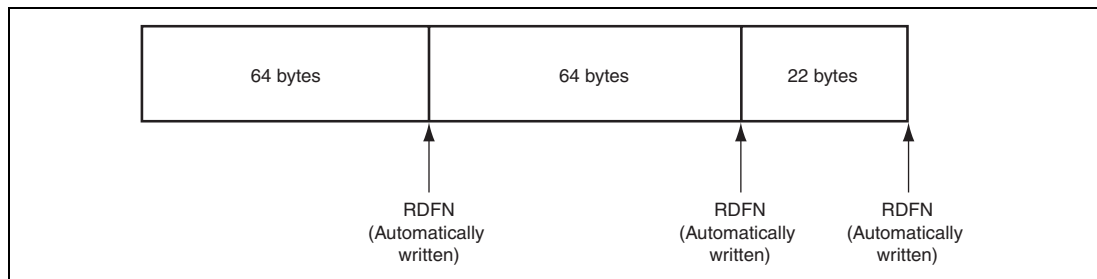 64 bytes
64 bytes
22 bytes
RDFN
(Automatically
written)
RDFN
(Automatically
written)
RDFN
(Automatically
written)